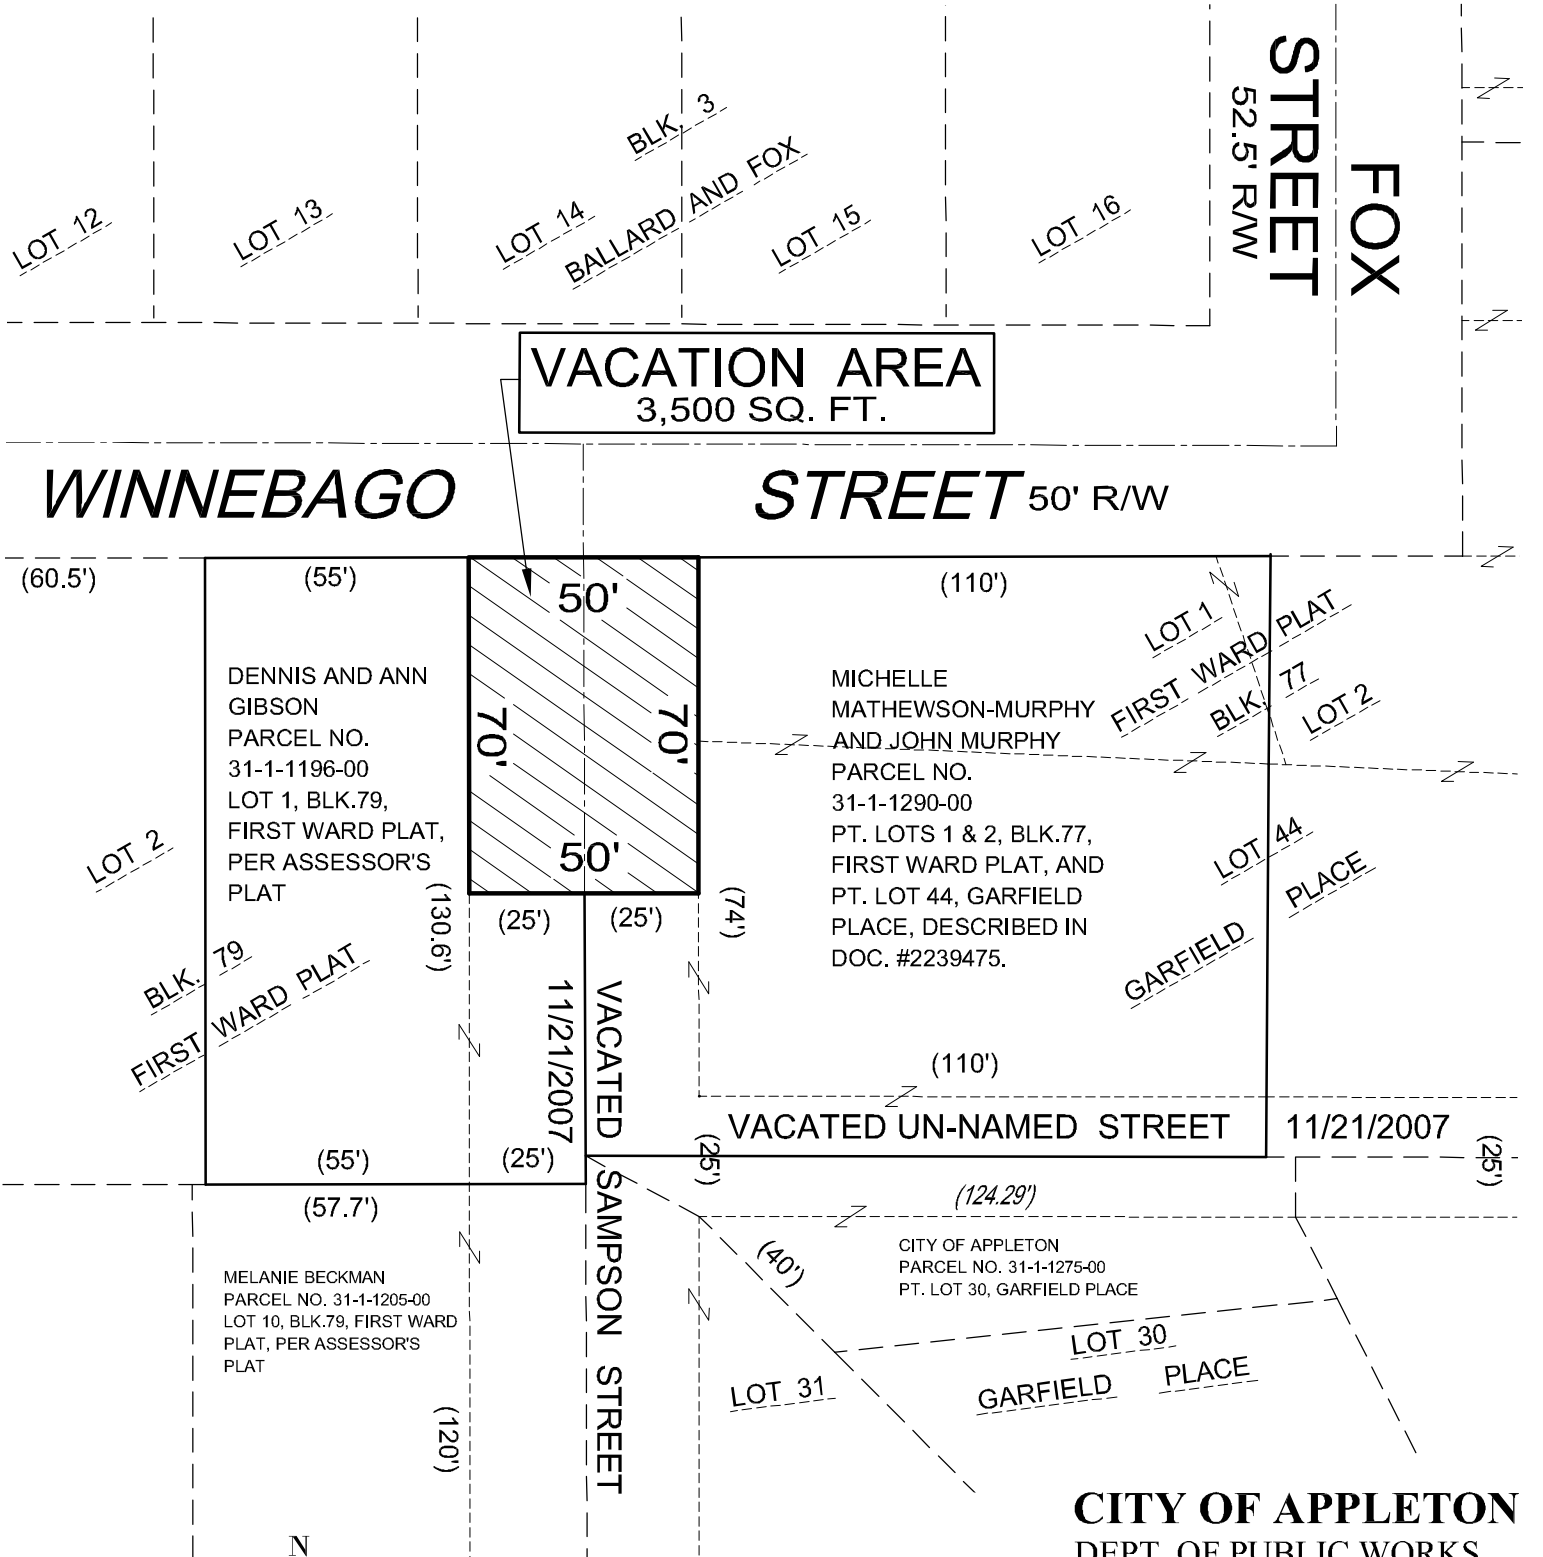 STREET
52.5' R/W
FOX
BLK. 3
BALLARD AND FOX
LOT 12
LOT 13
LOT 14
LOT 15
LOT 16
VACATION AREA
3,500 SQ. FT.
WINNEBAGO STREET 50' R/W
(60.5')
(55')
50'
(110')
LOT 1
FIRST WARD PLAT
BLK. 77
LOT 2
DENNIS AND ANN
GIBSON
PARCEL NO.
31-1-1196-00
LOT 1, BLK.79,
FIRST WARD PLAT,
PER ASSESSOR'S
PLAT
70'
70'
MICHELLE
MATHEWSON-MURPHY
AND JOHN MURPHY
PARCEL NO.
31-1-1290-00
PT. LOTS 1 & 2, BLK.77,
FIRST WARD PLAT, AND
PT. LOT 44, GARFIELD
PLACE, DESCRIBED IN
DOC. #2239475.
LOT 2
50'
LOT 44
GARFIELD PLACE
(130.6')
(25')
(25')
(74')
BLK. 79
FIRST WARD PLAT
11/21/2007
VACATED SAMPSON STREET
(110')
VACATED UN-NAMED STREET 11/21/2007
(25')
(25')
(55')
(25')
(57.7')
(124.29')
(40')
CITY OF APPLETON
PARCEL NO. 31-1-1275-00
PT. LOT 30, GARFIELD PLACE
MELANIE BECKMAN
PARCEL NO. 31-1-1205-00
LOT 10, BLK.79, FIRST WARD
PLAT, PER ASSESSOR'S
PLAT
LOT 30
GARFIELD PLACE
LOT 31
(120')
CITY OF APPLETON
DEPT. OF PUBLIC WORKS
N